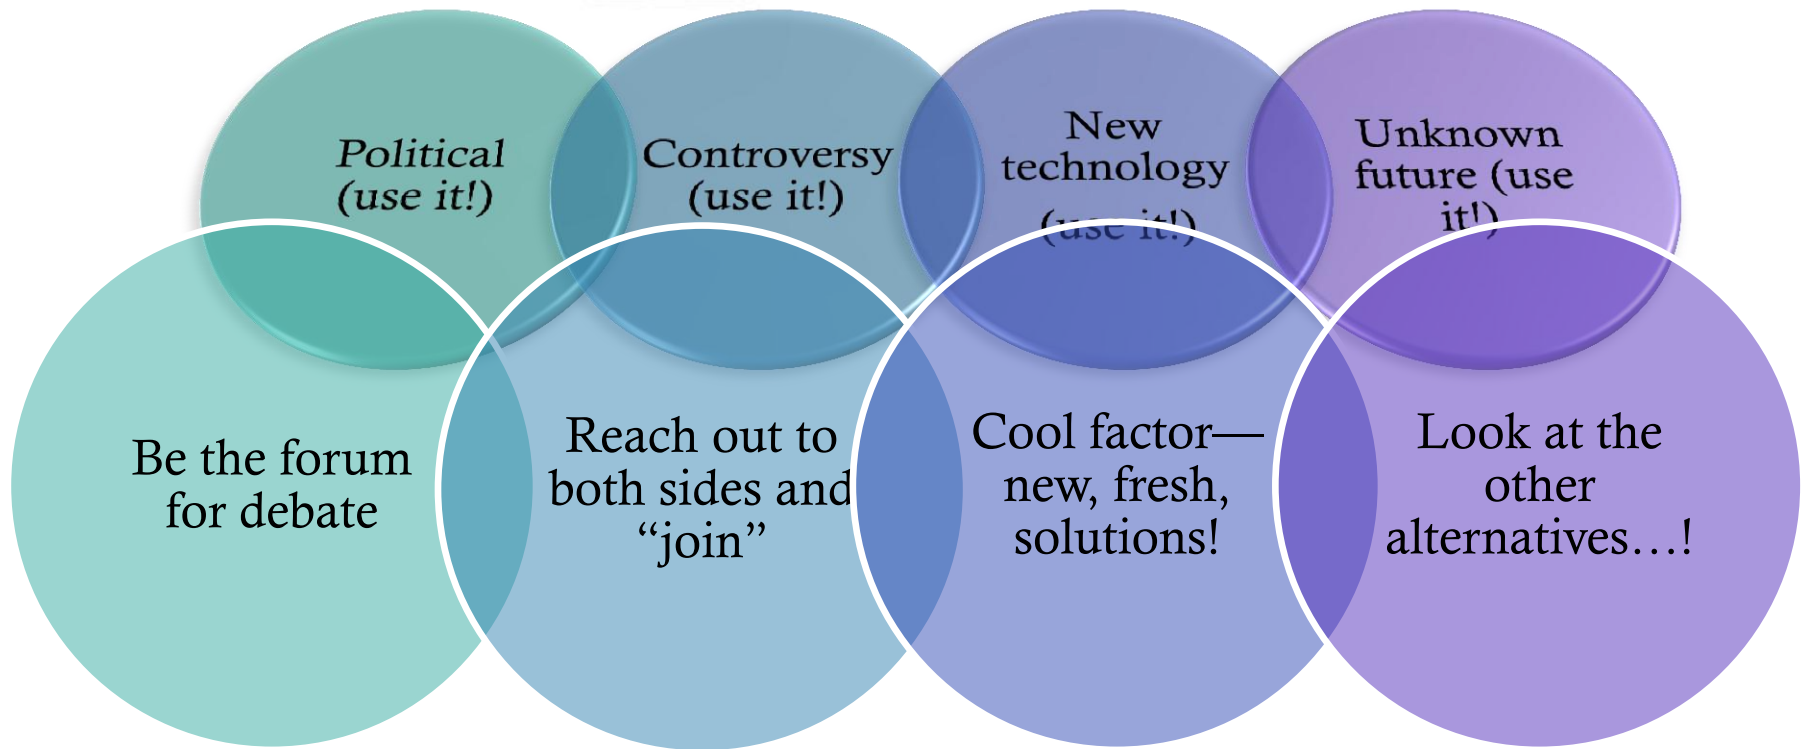 Political
(use it!)
Controversy
(use it!)
New
technology
(use it!)
Unknown
future (use
it!)
Be the forum
for debate
Reach out to
both sides and
“join”
Cool factor—
new, fresh,
solutions!
Look at the
other
alternatives…!